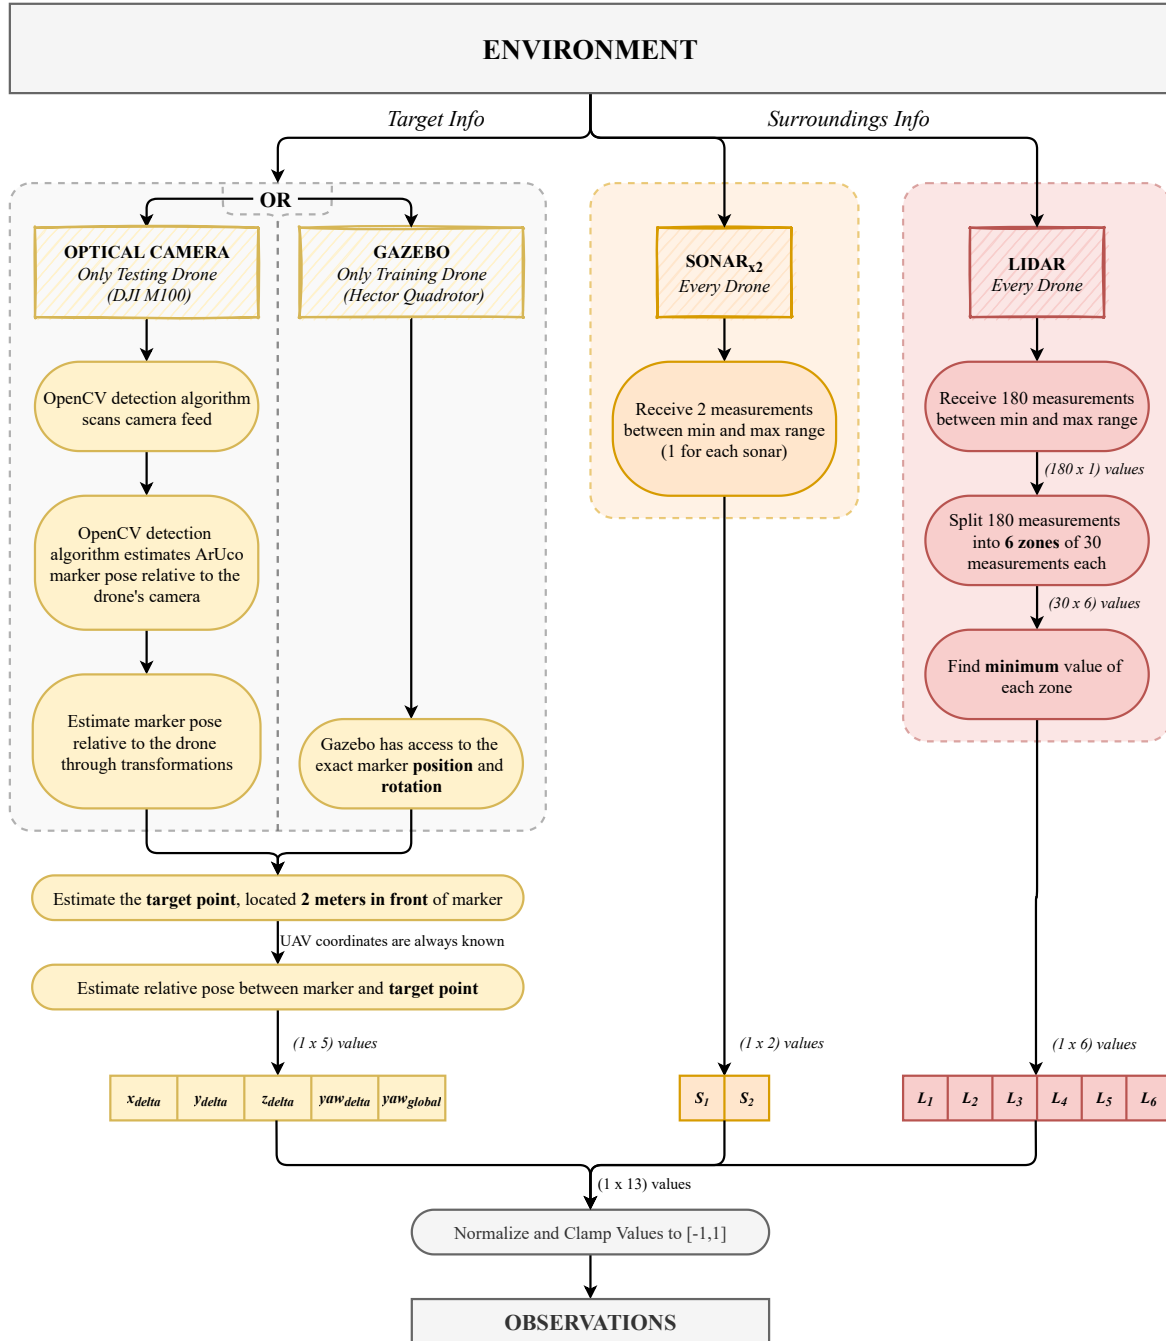 ENVIRONMENT
Target Info
Surroundings Info
OR
OPTICAL CAMERA
Only Testing Drone
(DJI M100)
GAZEBO
Only Training Drone
(Hector Quadrotor)
SONARx2
Every Drone
LIDAR
Every Drone
OpenCV detection algorithm
scans camera feed
OpenCV detection
algorithm estimates ArUco
marker pose relative to the
drone's camera
Estimate marker pose
relative to the drone
through transformations
Gazebo has access to the
exact marker position and
rotation
Receive 2 measurements
between min and max range
(1 for each sonar)
Receive 180 measurements
between min and max range
(180 x 1) values
Split 180 measurements
into 6 zones of 30
measurements each
(30 x 6) values
Find minimum value of
each zone
Estimate the target point, located 2 meters in front of marker
UAV coordinates are always known
Estimate relative pose between marker and target point
(1 x 5) values
(1 x 2) values
(1 x 6) values
xdelta ydelta zdelta yawdelta yawglobal
S1 S2
L1 L2 L3 L4 L5 L6
(1 x 13) values
Normalize and Clamp Values to [-1,1]
OBSERVATIONS